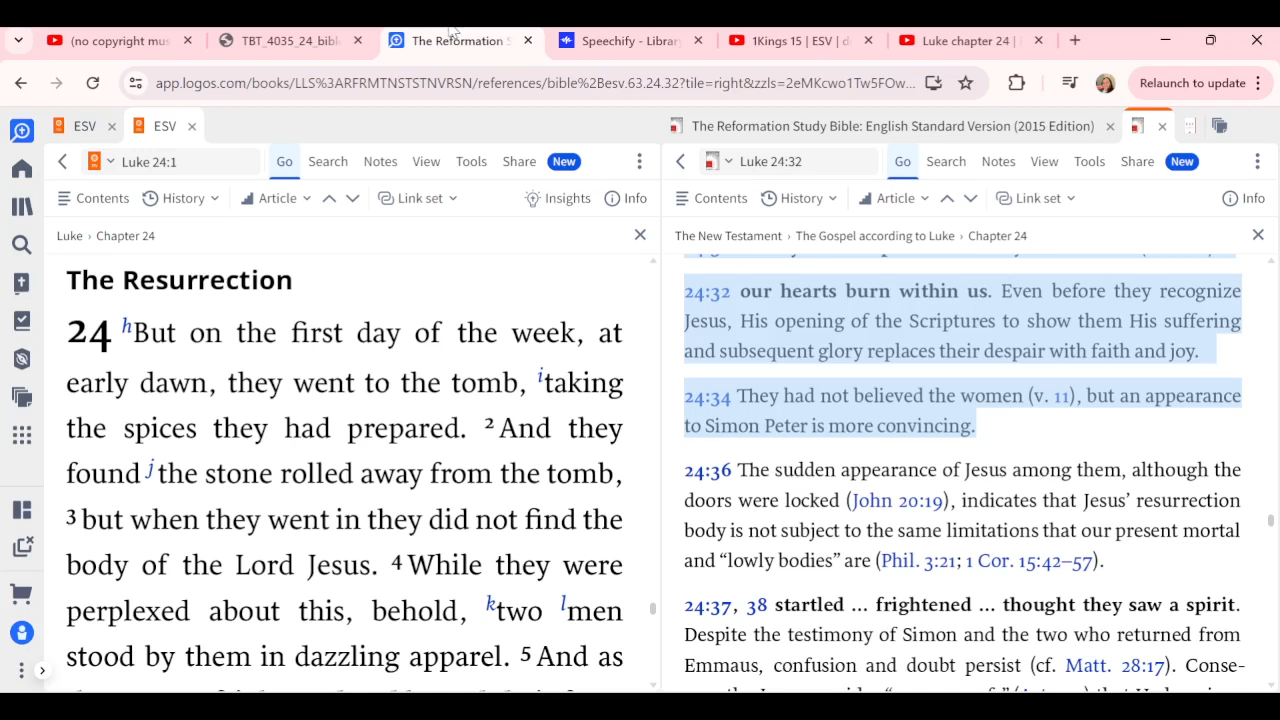 (no copyright mus
TBT_4035_24_bibl
The Reformation S
Speechify - Library
1Kings 15 | ESV | d
Luke chapter 24 |
app.logos.com/books/LLS%3ARFRMTNSTSTNVRSN/references/bible%2Besv.63.24.32?tile=right&zzls=2eMKcwo1Tw5FOw...
Relaunch to update
ESV
ESV
Luke 24:1
Go
Search
Notes
View
Tools
Share
New
Contents
History
Article
Link set
Insights
Info
Luke › Chapter 24
The Resurrection
24 hBut on the first day of the week, at
early dawn, they went to the tomb, itaking
the spices they had prepared. 2 And they
found jthe stone rolled away from the tomb,
3 but when they went in they did not find the
body of the Lord Jesus. 4 While they were
perplexed about this, behold, ktwo lmen
stood by them in dazzling apparel. 5 And as
The Reformation Study Bible: English Standard Version (2015 Edition)
Luke 24:32
Go
Search
Notes
View
Tools
Share
New
Contents
History
Article
Link set
Info
The New Testament › The Gospel according to Luke › Chapter 24
24:32 our hearts burn within us. Even before they recognize
Jesus, His opening of the Scriptures to show them His suffering
and subsequent glory replaces their despair with faith and joy.
24:34 They had not believed the women (v. 11), but an appearance
to Simon Peter is more convincing.
24:36 The sudden appearance of Jesus among them, although the
doors were locked (John 20:19), indicates that Jesus’ resurrection
body is not subject to the same limitations that our present mortal
and “lowly bodies” are (Phil. 3:21; 1 Cor. 15:42–57).
24:37, 38 startled ... frightened ... thought they saw a spirit.
Despite the testimony of Simon and the two who returned from
Emmaus, confusion and doubt persist (cf. Matt. 28:17). Conse-